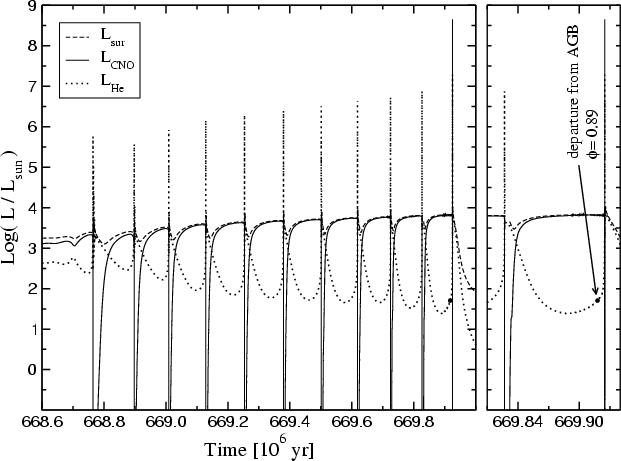 9
8
7
6
5
4
3
2
1
0
Log( L / L_sun )
L_sur
L_CNO
L_He
departure from AGB
ϕ= 0.89
668.6 668.8 669.0 669.2 669.4 669.6 669.8 669.84 669.90
Time [10^6 yr]